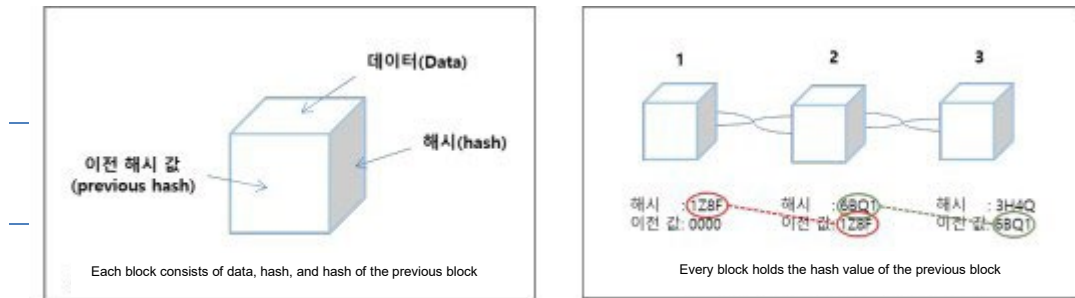 데이터(Data)
해시(hash)
이전 해시 값
(previous hash)
Each block consists of data, hash, and hash of the previous block
1 2 3
해시 :1Z8F 해시 :6BQ1 해시 : 3H4Q
이전 값: 0000 이전 값:1Z8F 이전 값:6BQ1
Every block holds the hash value of the previous block